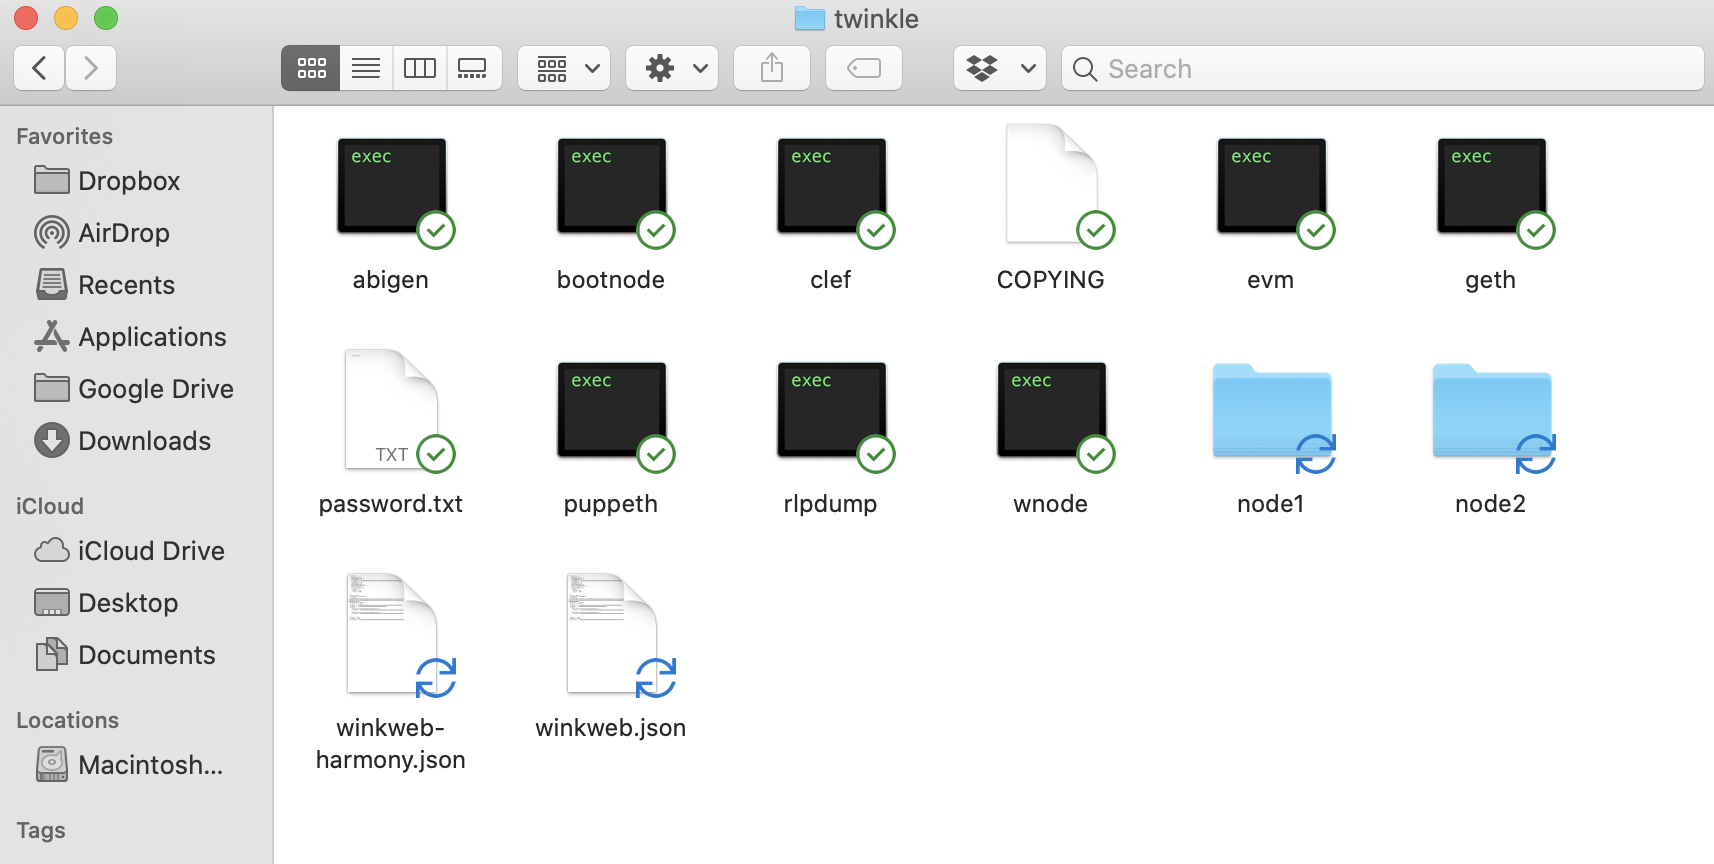 twinkle
Search
Favorites
Dropbox
AirDrop
Recents
Applications
Google Drive
Downloads
iCloud
iCloud Drive
Desktop
Documents
Locations
Macintosh...
Tags
exec exec exec exec exec
abigen bootnode clef COPYING evm geth
TXT exec exec exec
password.txt puppeth rlpdump wnode node1 node2
winkweb- winkweb.json
harmony.json